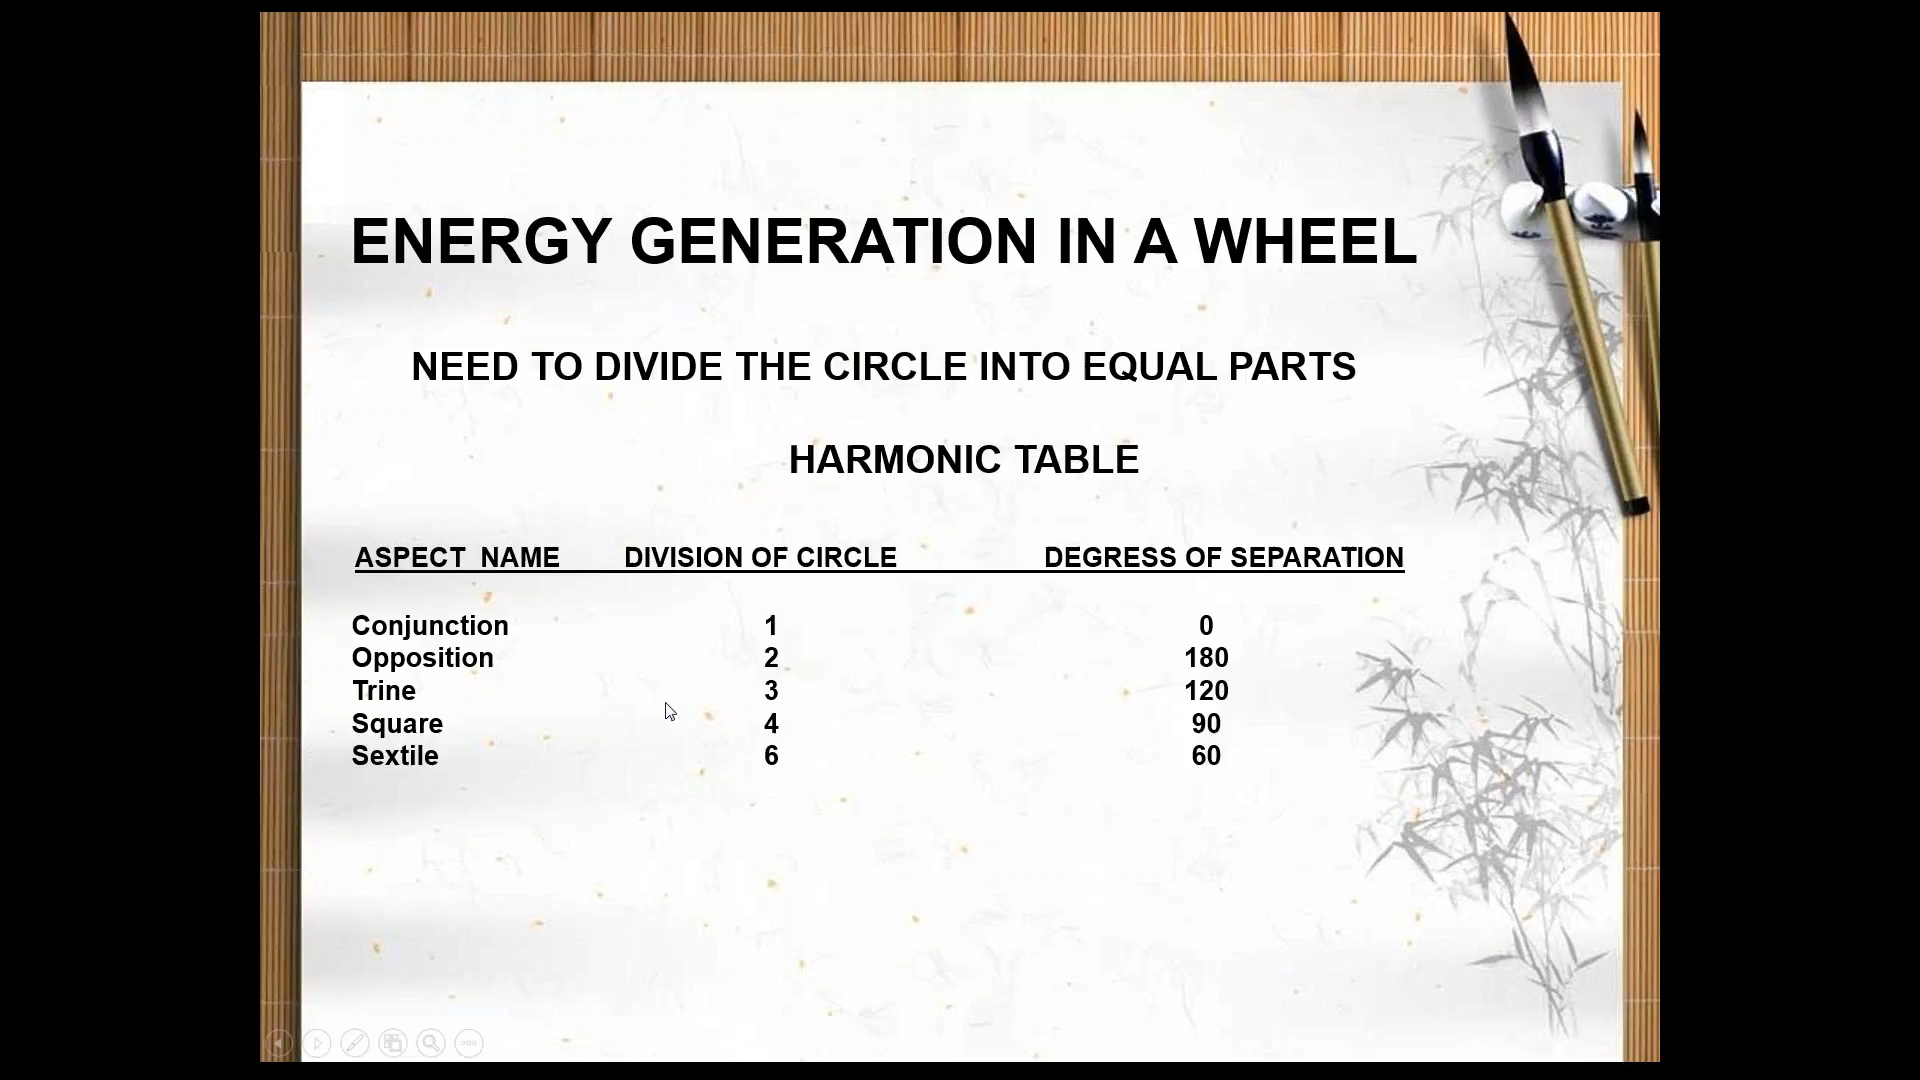 ENERGY GENERATION IN A WHEEL
NEED TO DIVIDE THE CIRCLE INTO EQUAL PARTS
HARMONIC TABLE
ASPECT NAME DIVISION OF CIRCLE DEGRESS OF SEPARATION
Conjunction 1 0
Opposition 2 180
Trine 3 120
Square 4 90
Sextile 6 60